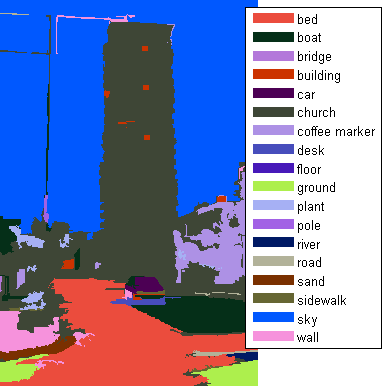 bed
boat
bridge
building
car
church
coffee marker
desk
floor
ground
plant
pole
river
road
sand
sidewalk
sky
wall